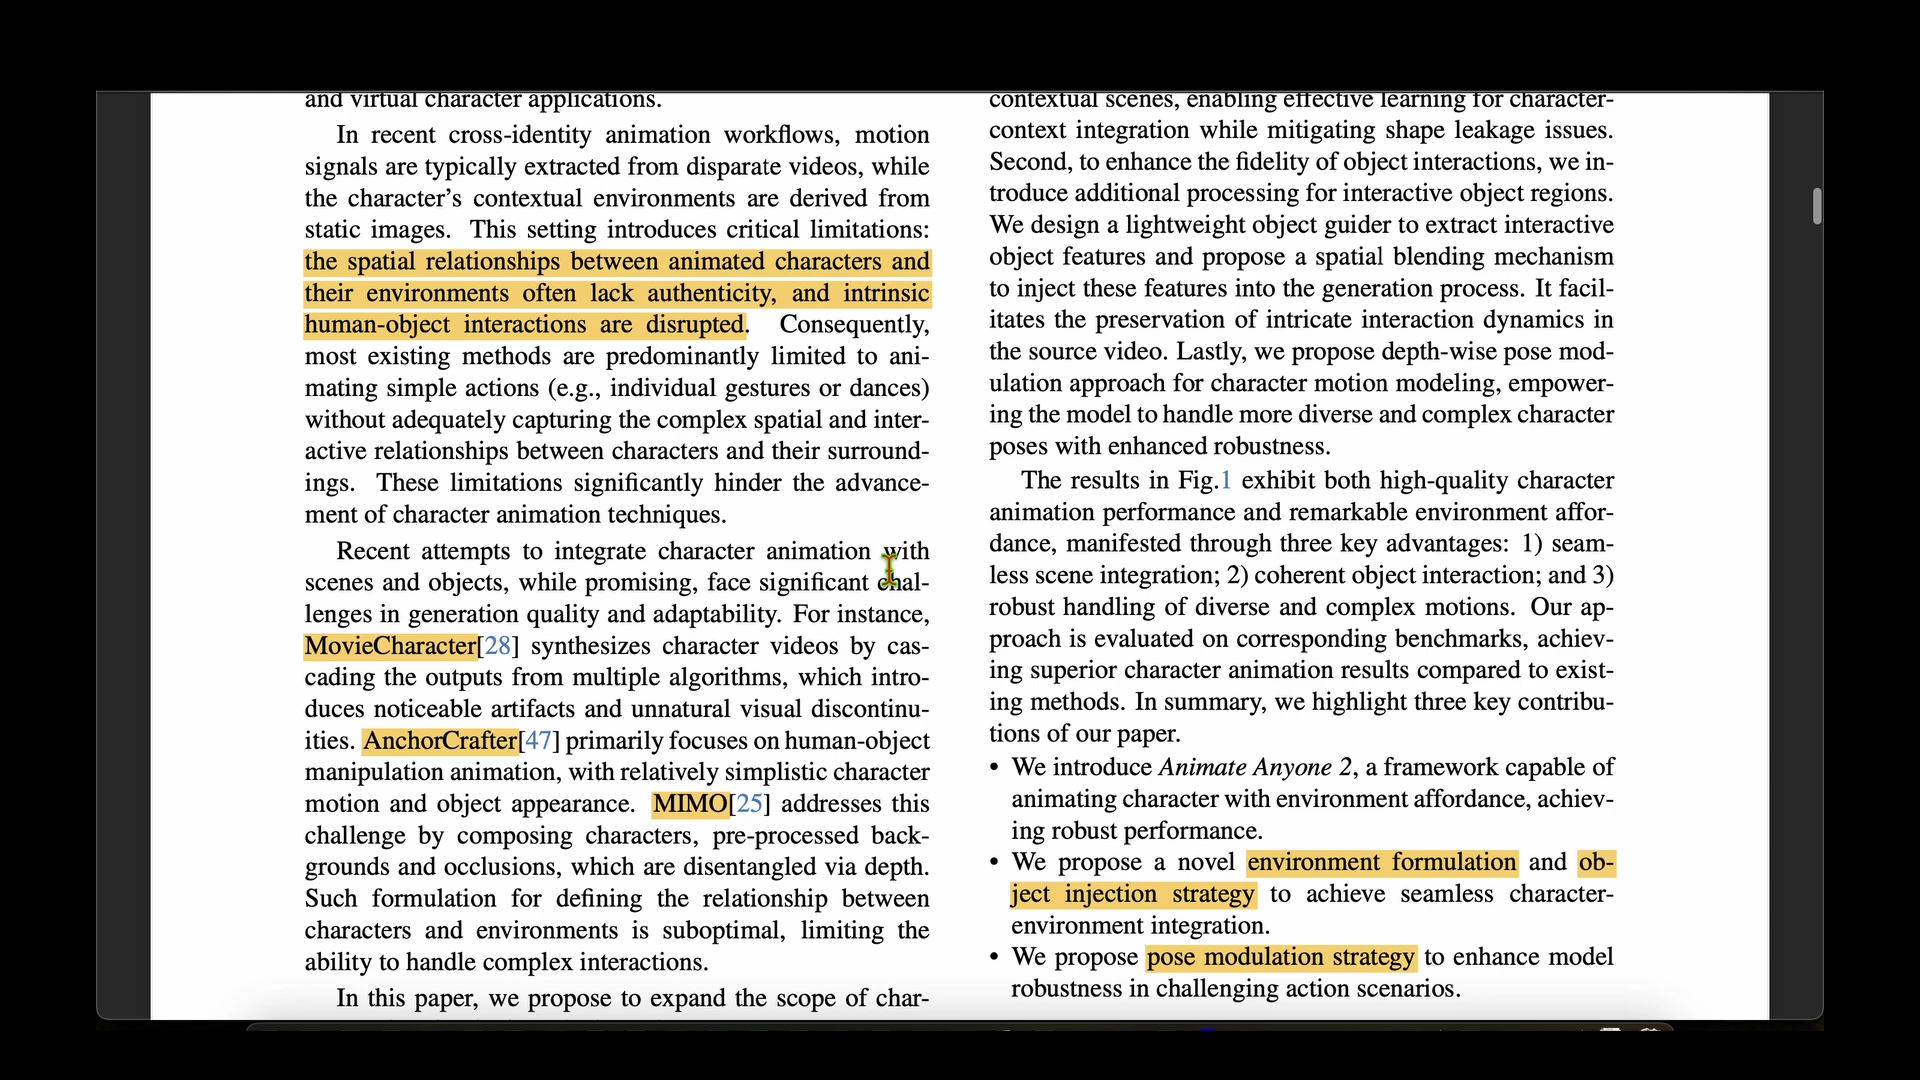 and virtual character applications.
In recent cross-identity animation workflows, motion
signals are typically extracted from disparate videos, while
the character's contextual environments are derived from
static images. This setting introduces critical limitations:
the spatial relationships between animated characters and
their environments often lack authenticity, and intrinsic
human-object interactions are disrupted. Consequently,
most existing methods are predominantly limited to ani-
mating simple actions (e.g., individual gestures or dances)
without adequately capturing the complex spatial and inter-
active relationships between characters and their surround-
ings. These limitations significantly hinder the advance-
ment of character animation techniques.
Recent attempts to integrate character animation with
scenes and objects, while promising, face significant chal-
lenges in generation quality and adaptability. For instance,
MovieCharacter[28] synthesizes character videos by cas-
cading the outputs from multiple algorithms, which intro-
duces noticeable artifacts and unnatural visual discontinu-
ities. AnchorCrafter[47] primarily focuses on human-object
manipulation animation, with relatively simplistic character
motion and object appearance. MIMO[25] addresses this
challenge by composing characters, pre-processed back-
grounds and occlusions, which are disentangled via depth.
Such formulation for defining the relationship between
characters and environments is suboptimal, limiting the
ability to handle complex interactions.
In this paper, we propose to expand the scope of char-
contextual scenes, enabling effective learning for character-
context integration while mitigating shape leakage issues.
Second, to enhance the fidelity of object interactions, we in-
troduce additional processing for interactive object regions.
We design a lightweight object guider to extract interactive
object features and propose a spatial blending mechanism
to inject these features into the generation process. It facil-
itates the preservation of intricate interaction dynamics in
the source video. Lastly, we propose depth-wise pose mod-
ulation approach for character motion modeling, empower-
ing the model to handle more diverse and complex character
poses with enhanced robustness.
The results in Fig.1 exhibit both high-quality character
animation performance and remarkable environment affor-
dance, manifested through three key advantages: 1) seam-
less scene integration; 2) coherent object interaction; and 3)
robust handling of diverse and complex motions. Our ap-
proach is evaluated on corresponding benchmarks, achiev-
ing superior character animation results compared to exist-
ing methods. In summary, we highlight three key contribu-
tions of our paper.
• We introduce Animate Anyone 2, a framework capable of
animating character with environment affordance, achiev-
ing robust performance.
• We propose a novel environment formulation and ob-
ject injection strategy to achieve seamless character-
environment integration.
• We propose pose modulation strategy to enhance model
robustness in challenging action scenarios.